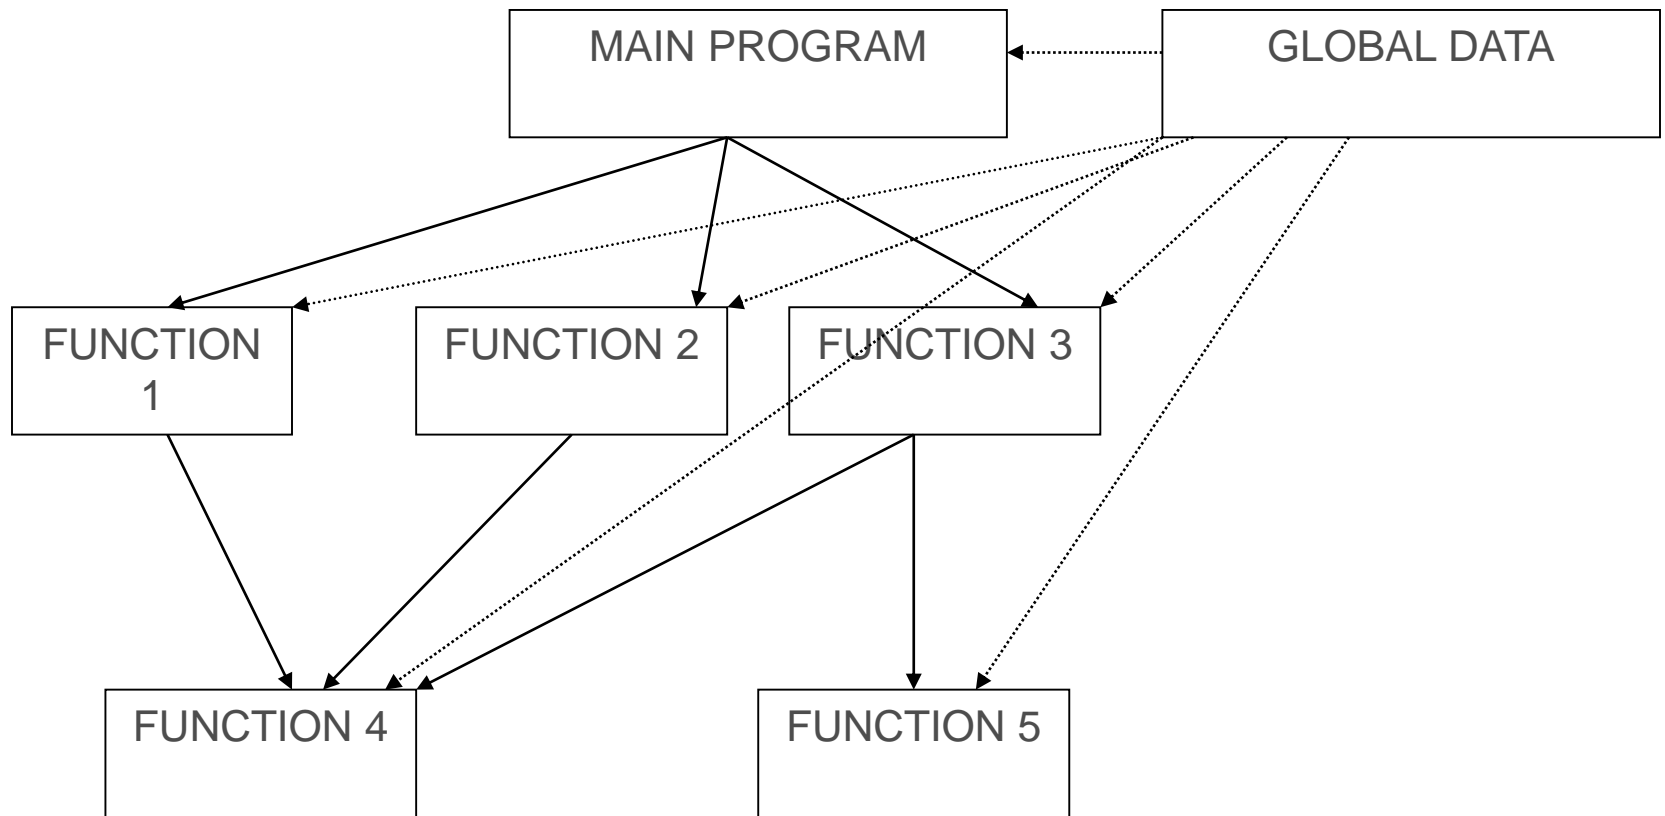 MAIN PROGRAM
GLOBAL DATA
FUNCTION
1
FUNCTION 2
FUNCTION 3
FUNCTION 4
FUNCTION 5